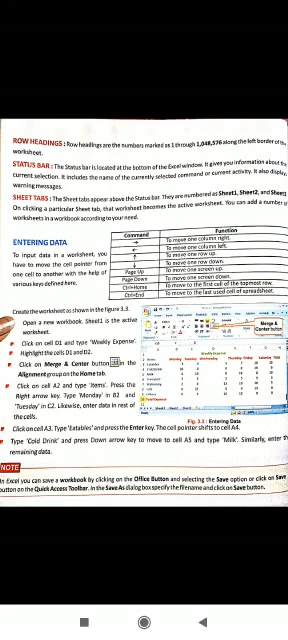 ROW HEADINGS : Row headings are the numbers marked as 1 through 1,048,576 along the left border of the
worksheet.
STATUS BAR : The Status bar is located at the bottom of the Excel window. It gives you information about the
current selection. It includes the name of the currently selected command or current activity. It also display
warning messages.
SHEET TABS : The Sheet tabs appear above the Status bar. They are numbered as Sheet1, Sheet2, and Sheet3
On clicking a particular Sheet tab, that worksheet becomes the active worksheet. You can add a number of
worksheets in a workbook according to your need.
ENTERING DATA
To input data in a worksheet, you
have to move the cell pointer from
one cell to another with the help of
various keys defined here.
Command Function
→ To move one column right.
← To move one column left.
↑ To move one row up.
↓ To move one row down.
Page Up To move one screen up.
Page Down To move one screen down.
Ctrl+Home To move to the first cell of the topmost row.
Ctrl+End To move to the last used cell of spreadsheet.
Create the worksheet as shown in the figure 3.3.
Open a new workbook. Sheet1 is the active
worksheet.
Click on cell D1 and type 'Weekly Expense'.
Highlight the cells D1 and D2.
Click on Merge & Center button in the
Alignment group on the Home tab.
Click on cell A2 and type 'Items'. Press the
Right arrow key. Type 'Monday' in B2 and
'Tuesday' in C2. Likewise, enter data in rest of
the cells.
Merge &
Center button
Fig. 3.3 : Entering Data
Click on cell A3. Type 'Eatables' and press the Enter key. The cell pointer shifts to cell A4.
Type 'Cold Drink' and press Down arrow key to move to cell A5 and type 'Milk'. Similarly, enter the
remaining data.
NOTE
In Excel you can save a workbook by clicking on the Office Button and selecting the Save option or click on Save
button on the Quick Access Toolbar. In the Save As dialog box specify the filename and click on Save button.